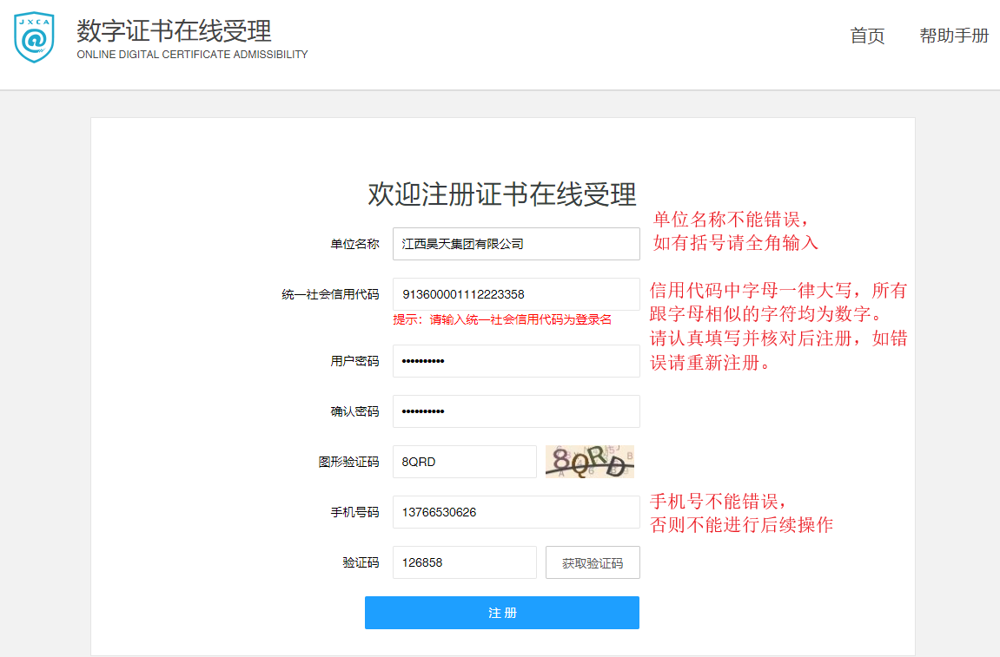 JXCA
数字证书在线受理
ONLINE DIGITAL CERTIFICATE ADMISSIBILITY
首页 帮助手册
欢迎注册证书在线受理
单位名称 江西昊天集团有限公司
单位名称不能错误，
如有括号请全角输入
统一社会信用代码 913600001112223358
提示：请输入统一社会信用代码为登录名
信用代码中字母一律大写，所有
跟字母相似的字符均为数字。
请认真填写并核对后注册，如错
误请重新注册。
用户密码 ••••••••••
确认密码 ••••••••••
图形验证码 8QRD 8QRD
手机号码 13766530626
手机号不能错误，
否则不能进行后续操作
验证码 126858 获取验证码
注 册